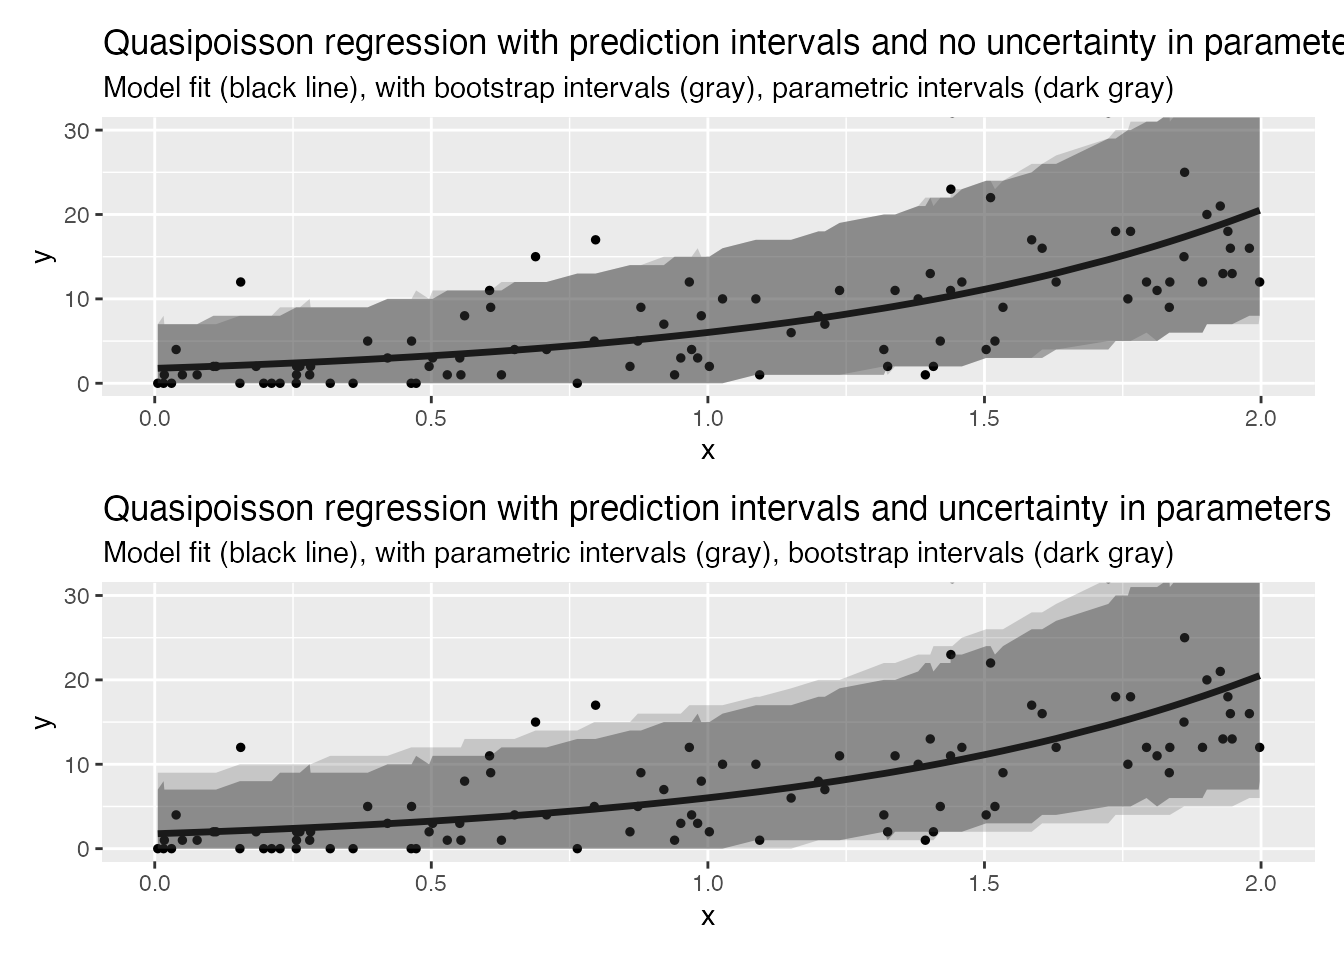 Quasipoisson regression with prediction intervals and no uncertainty in paramete
Model fit (black line), with bootstrap intervals (gray), parametric intervals (dark gray)
30
20
10
0
y
0.0 0.5 1.0 1.5 2.0
x
Quasipoisson regression with prediction intervals and uncertainty in parameters
Model fit (black line), with parametric intervals (gray), bootstrap intervals (dark gray)
30
20
10
0
y
0.0 0.5 1.0 1.5 2.0
x